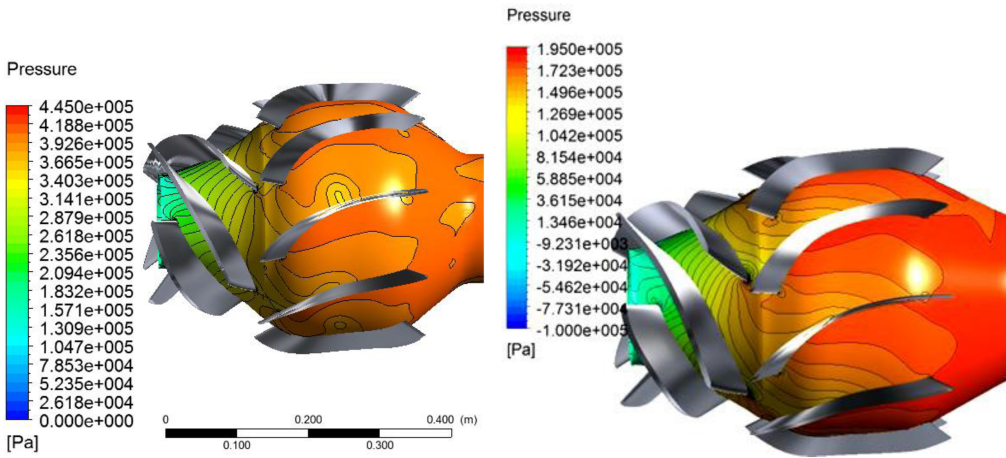 Pressure
4.450e+005
4.188e+005
3.926e+005
3.665e+005
3.403e+005
3.141e+005
2.879e+005
2.618e+005
2.356e+005
2.094e+005
1.832e+005
1.571e+005
1.309e+005
1.047e+005
7.853e+004
5.235e+004
2.618e+004
0.000e+000
[Pa]
0 0.200 0.400 (m)
0.100 0.300
Pressure
1.950e+005
1.723e+005
1.496e+005
1.269e+005
1.042e+005
8.154e+004
5.885e+004
3.615e+004
1.346e+004
-9.231e+003
-3.192e+004
-5.462e+004
-7.731e+004
-1.000e+005
[Pa]